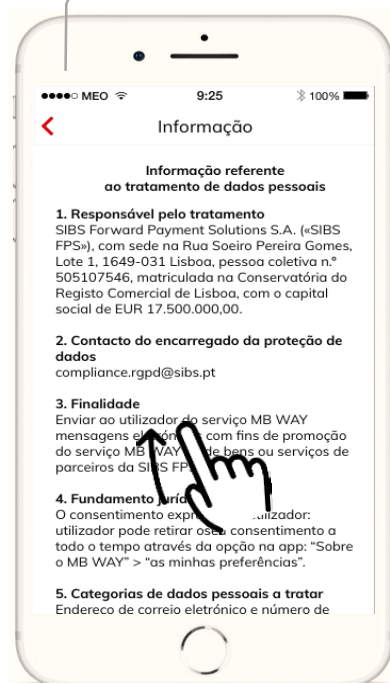 MEO 9:25 100%
Informação
Informação referente
ao tratamento de dados pessoais
1. Responsável pelo tratamento
SIBS Forward Payment Solutions S.A. («SIBS
FPS»), com sede na Rua Soeiro Pereira Gomes,
Lote 1, 1649-031 Lisboa, pessoa coletiva n.º
505107546, matriculada na Conservatória do
Registo Comercial de Lisboa, com o capital
social de EUR 17.500.000,00.
2. Contacto do encarregado da proteção de
dados
compliance.rgpd@sibs.pt
3. Finalidade
Enviar ao utilizador do serviço MB WAY
mensagens com fins de promoção
do serviço MB WAY de bens ou serviços de
parceiros da SIBS FPS
4. Fundamento
O consentimento utilizador:
utilizador pode retirar oseu consentimento a
todo o tempo através da opção na app: “Sobre
o MB WAY” > “as minhas preferências”.
5. Categorias de dados pessoais a tratar
Endereço de correio eletrónico e número de